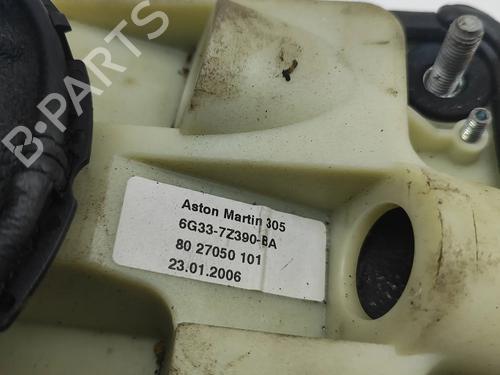 B-PARTS
Aston Martin 305
6G33-7Z390-BA
80 27050 101
23.01.2006